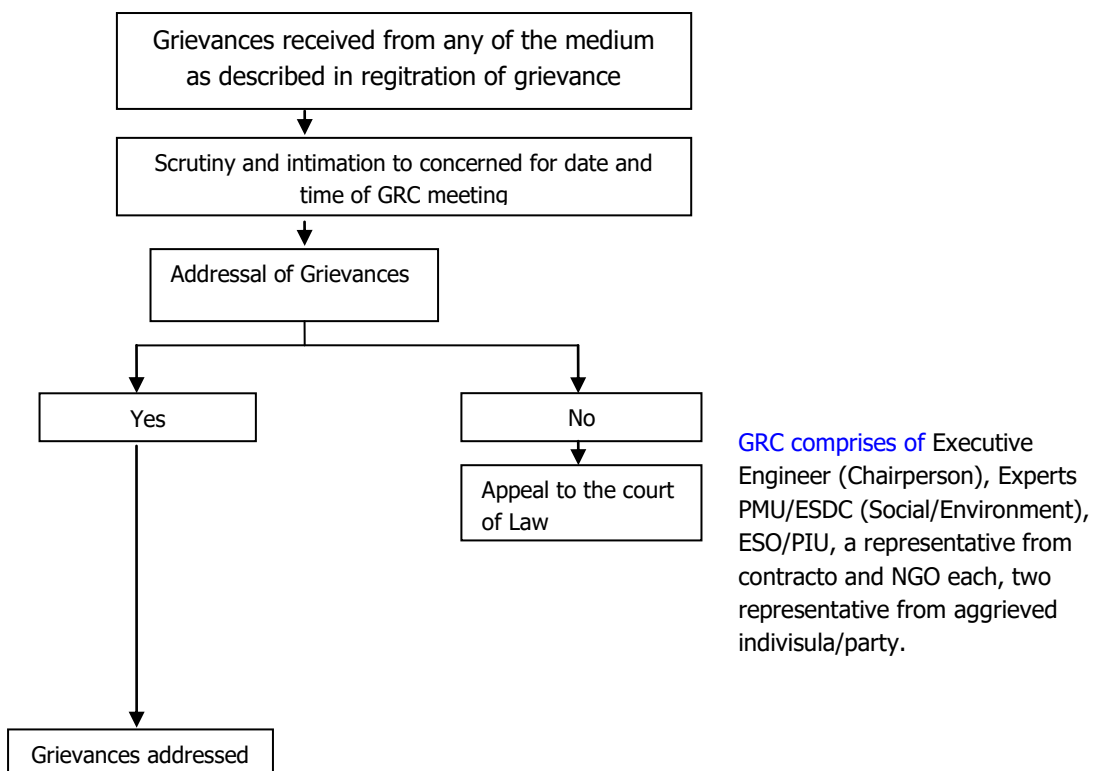 Grievances received from any of the medium
as described in regitration of grievance
Scrutiny and intimation to concerned for date and
time of GRC meeting
Addressal of Grievances
Yes
No
Appeal to the court
of Law
GRC comprises of Executive
Engineer (Chairperson), Experts
PMU/ESDC (Social/Environment),
ESO/PIU, a representative from
contracto and NGO each, two
representative from aggrieved
indivisula/party.
Grievances addressed